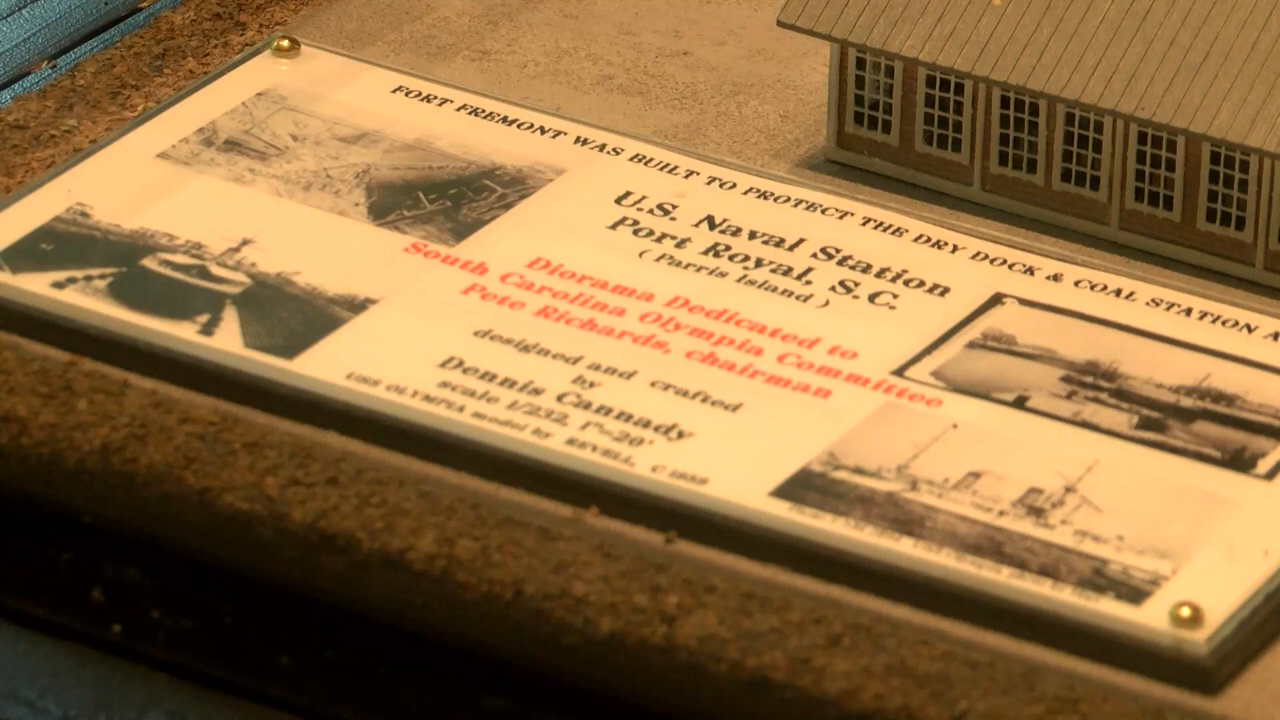 FORT FREMONT WAS BUILT TO PROTECT THE DRY DOCK & COAL STATION
U.S. Naval Station
Port Royal, S.C.
( Parris Island )
Diorama Dedicated to
South Carolina Olympia Committee
Pete Richards, chairman
designed and crafted
by
Dennis Cannady
scale 1/232, 1"=20'
USS OLYMPIA model by REVELL, C 1959